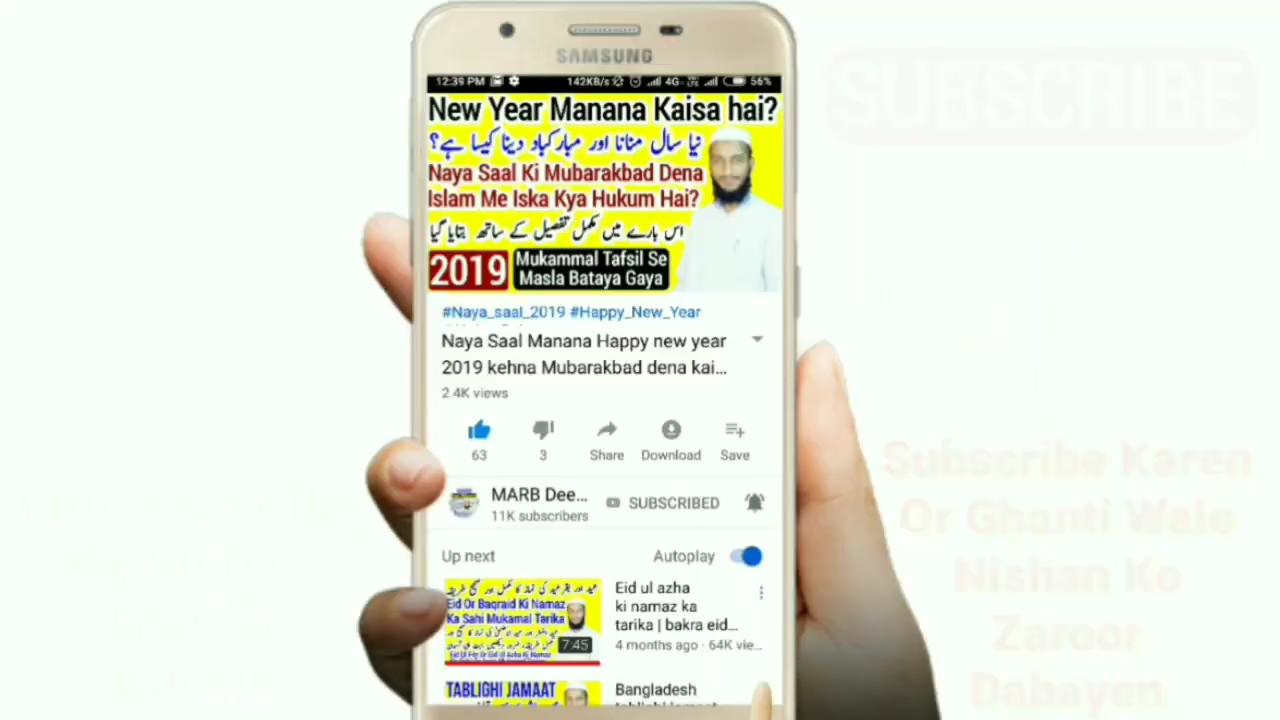 SUBSCRIBE
SAMSUNG
12:39 PM 142KB/s 4G 56%
New Year Manana Kaisa hai?
نیا سال منانا اور مبارکباد دینا کیسا ہے؟
Naya Saal Ki Mubarakbad Dena
Islam Me Iska Kya Hukum Hai?
اس بارے میں مکمل تفصیل کے ساتھ بتایا گیا
2019
Mukammal Tafsil Se
Masla Bataya Gaya
#Naya_saal_2019 #Happy_New_Year
Naya Saal Manana Happy new year
2019 kehna Mubarakbad dena kai...
2.4K views
63 3 Share Download Save
MARB Dee... SUBSCRIBED
11K subscribers
Up next Autoplay
Eid Or Baqraid Ki Namaz
Ka Sahi Mukamal Tarika
7:45
Eid ul azha
ki namaz ka
tarika | bakra eid...
4 months ago · 64K vie...
TABLIGHI JAMAAT
Bangladesh
tablighi jamaat
Subscribe Karen
Or Ghanti Wale
Nishan Ko
Zaroor
Dabayen